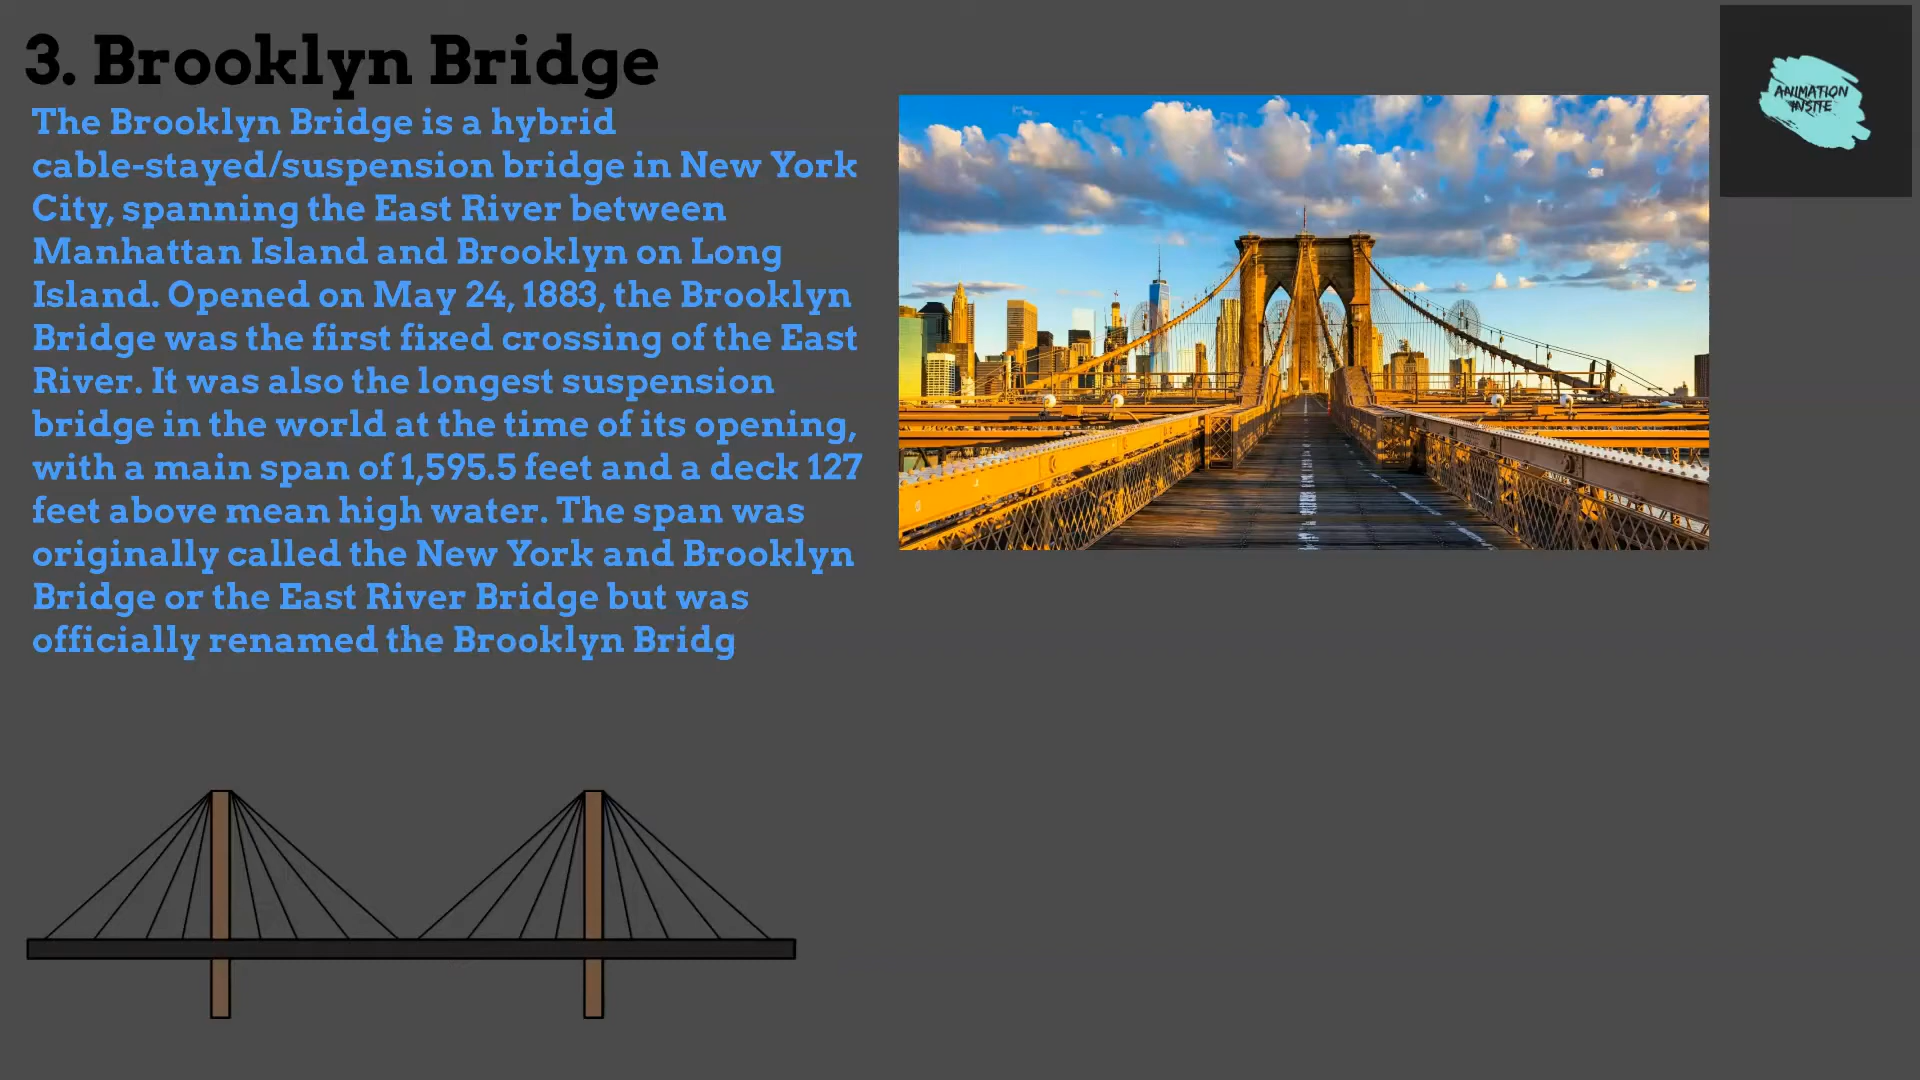 3. Brooklyn Bridge
The Brooklyn Bridge is a hybrid
cable-stayed/suspension bridge in New York
City, spanning the East River between
Manhattan Island and Brooklyn on Long
Island. Opened on May 24, 1883, the Brooklyn
Bridge was the first fixed crossing of the East
River. It was also the longest suspension
bridge in the world at the time of its opening,
with a main span of 1,595.5 feet and a deck 127
feet above mean high water. The span was
originally called the New York and Brooklyn
Bridge or the East River Bridge but was
officially renamed the Brooklyn Bridg
ANIMATION
INSITE